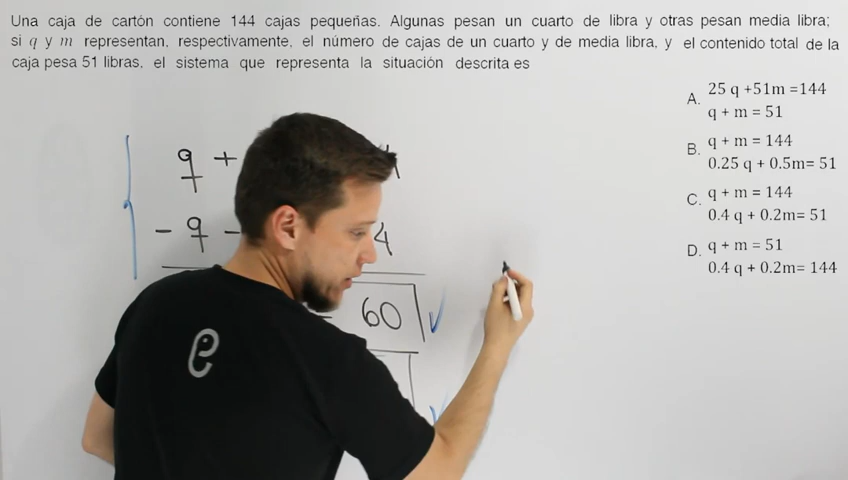 Una caja de cartón contiene 144 cajas pequeñas. Algunas pesan un cuarto de libra y otras pesan media libra;
si q y m representan, respectivamente, el número de cajas de un cuarto y de media libra, y el contenido total de la
caja pesa 51 libras, el sistema que representa la situación descrita es
A. 25 q +51m =144
q + m = 51
B. q + m = 144
0.25 q + 0.5m= 51
C. q + m = 144
0.4 q + 0.2m= 51
D. q + m = 51
0.4 q + 0.2m= 144
q +
- q - 4
60